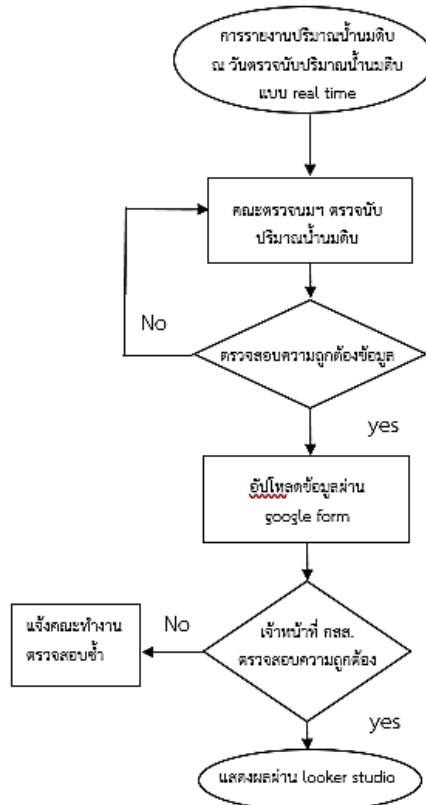 การรายงานปริมาณน้ำนมดิบ
ณ วันตรวจนับปริมาณน้ำนมดิบ
แบบ real time
คณะตรวจนมฯ ตรวจนับ
ปริมาณน้ำนมดิบ
No
ตรวจสอบความถูกต้องข้อมูล
yes
อัปโหลดข้อมูลผ่าน
google form
เจ้าหน้าที่ กสส.
ตรวจสอบความถูกต้อง
No
แจ้งคณะทำงาน
ตรวจสอบซ้ำ
yes
แสดงผลผ่าน looker studio